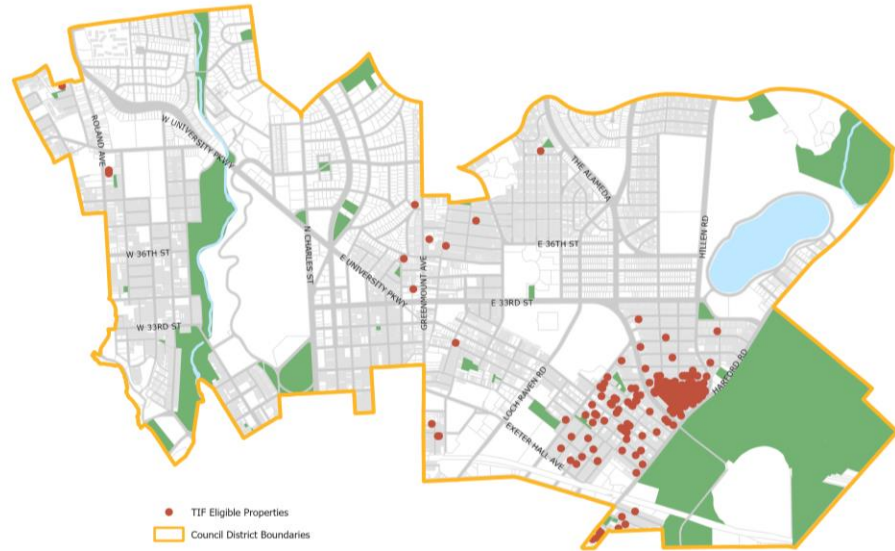 ROLAND AVE
W UNIVERSITY PKWY
THE ALAMEDA
HILLEN RD
N CHARLES ST
W 36TH ST
E 36TH ST
E UNIVERSITY PKWY
GREENMOUNT AVE
E 33RD ST
W 33RD ST
LOCH RAVEN RD
HARFORD RD
EXETER HALL AVE
TIF Eligible Properties
Council District Boundaries